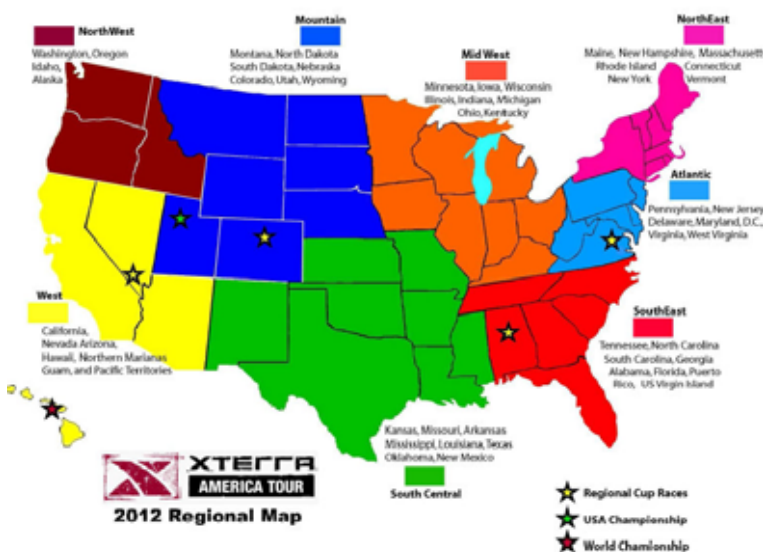 NorthWest
Washington, Oregon
Idaho,
Alaska
Mountain
Montana, North Dakota
South Dakota, Nebraska
Colorado, Utah, Wyoming
Mid West
Minnesota, Iowa, Wisconsin
Illinois, Indiana, Michigan
Ohio, Kentucky
NorthEast
Maine, New Hampshire, Massachusett
Rhode Island Connecticut
New York Vermont
Atlantic
Pennsylvania, New Jersey
Delaware, Maryland, D.C.,
Virginia, West Virginia
West
California,
Nevada Arizona,
Hawaii, Northern Marianas
Guam, and Pacific Territories
SouthEast
Tennessee, North Carolina
South Carolina, Georgia
Alabama, Florida, Puerto
Rico, US Virgin Island
Kansas, Missouri, Arkansas
Mississippi, Louisiana, Texas
Oklahoma, New Mexico
South Central
XTERRA
AMERICA TOUR
2012 Regional Map
Regional Cup Races
USA Championship
World Chamionship